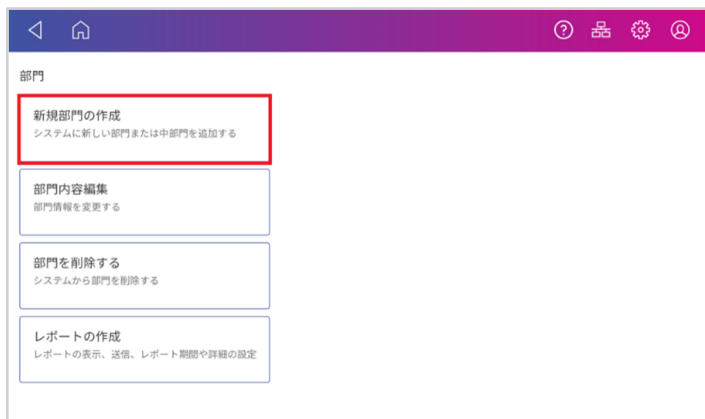 部門
新規部門の作成
システムに新しい部門または中部門を追加する
部門内容編集
部門情報を変更する
部門を削除する
システムから部門を削除する
レポートの作成
レポートの表示、送信、レポート期間や詳細の設定